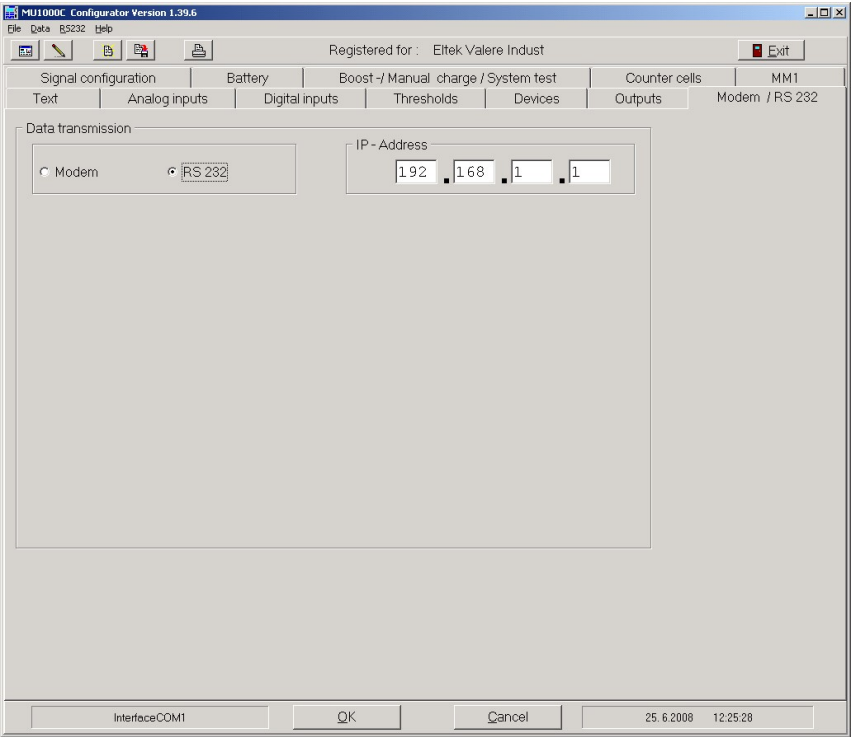 MU1000C Configurator Version 1.39.6
File Data RS232 Help
Registered for : Eltek Valere Indust
Exit
Signal configuration Battery Boost -/ Manual charge / System test Counter cells MM1
Text Analog inputs Digital inputs Thresholds Devices Outputs Modem / RS 232
Data transmission
IP - Address
Modem RS 232 192 . 168 . 1 . 1
InterfaceCOM1 OK Cancel 25. 6.2008 12:25:28